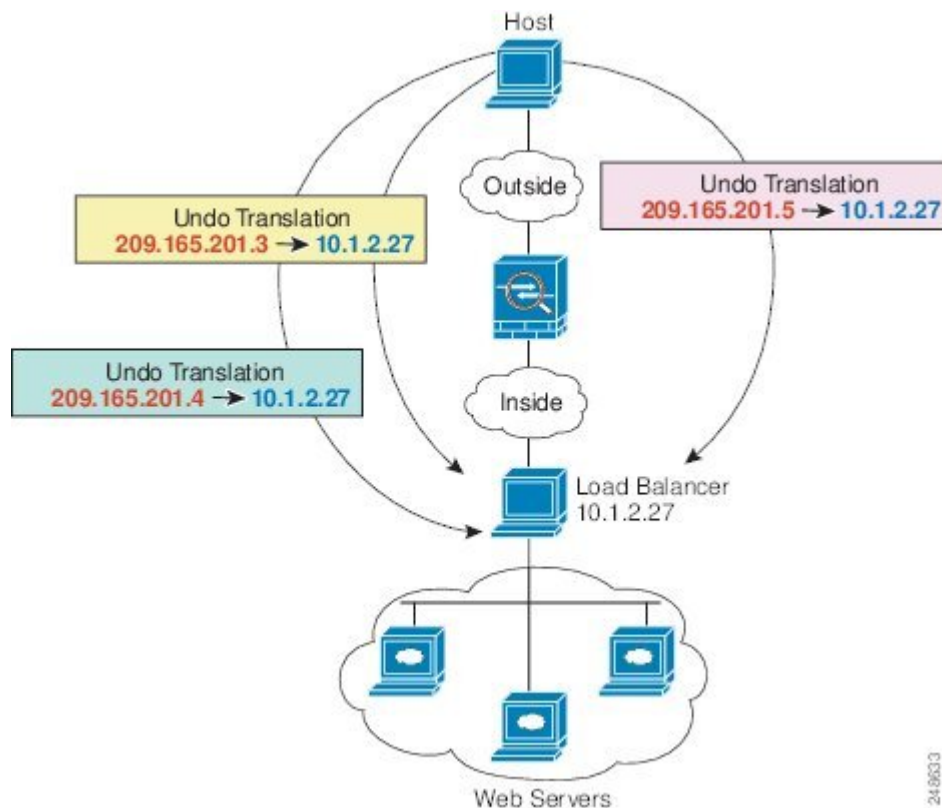 Host
Outside
Undo Translation
209.165.201.5 → 10.1.2.27
Undo Translation
209.165.201.3 → 10.1.2.27
Undo Translation
209.165.201.4 → 10.1.2.27
Inside
Load Balancer
10.1.2.27
Web Servers
248633